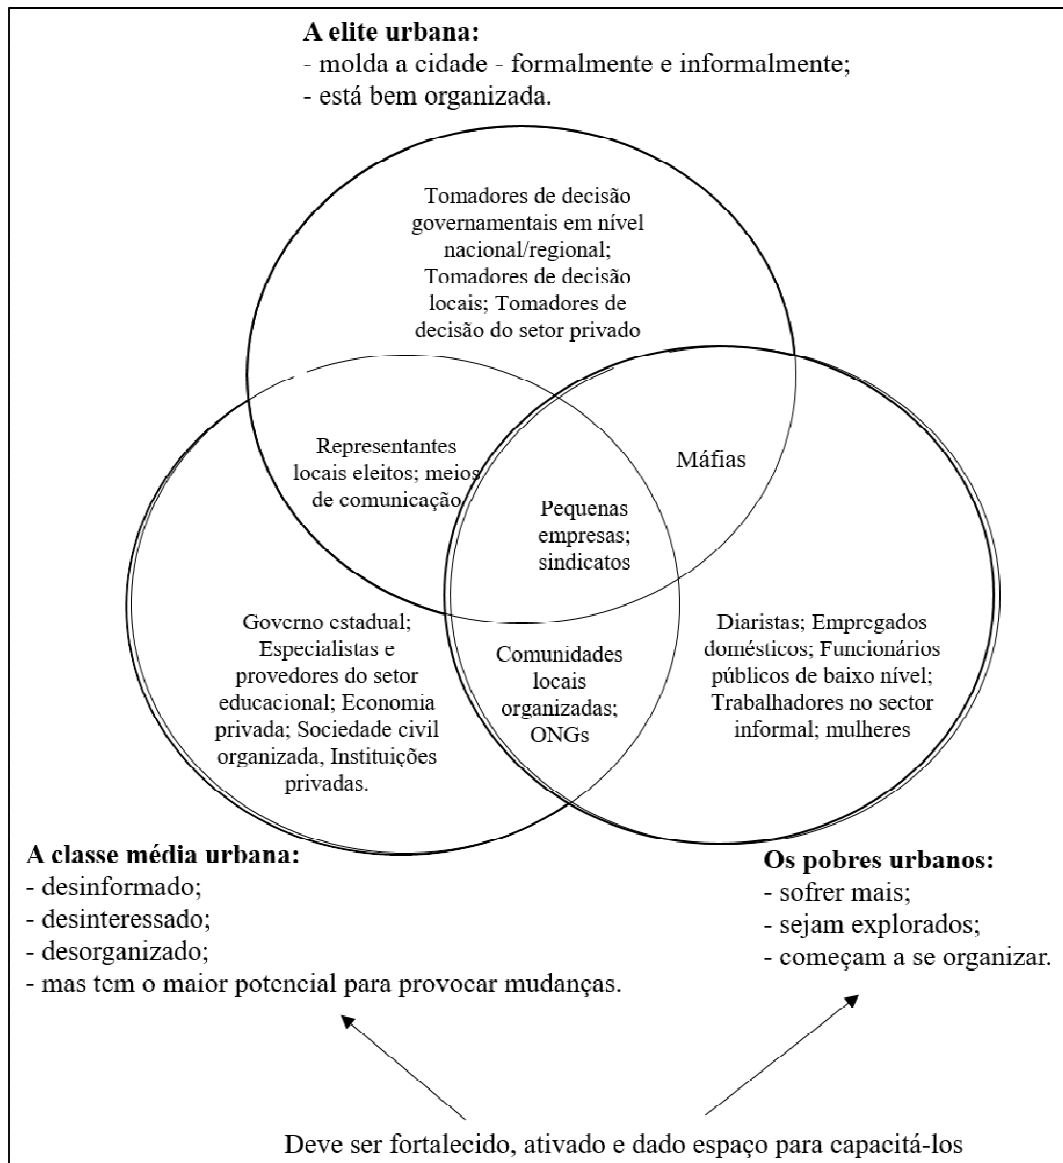 A elite urbana:
- molda a cidade - formalmente e informalmente;
- está bem organizada.
Tomadores de decisão
governamentais em nível
nacional/regional;
Tomadores de decisão
locais; Tomadores de
decisão do setor privado
Representantes
locais eleitos; meios
de comunicação
Máfias
Pequenas
empresas;
sindicatos
Governo estadual;
Especialistas e
provedores do setor
educacional; Economia
privada; Sociedade civil
organizada, Instituições
privadas.
Comunidades
locais
organizadas;
ONGs
Diaristas; Empregados
domésticos; Funcionários
públicos de baixo nível;
Trabalhadores no sector
informal; mulheres
A classe média urbana:
- desinformado;
- desinteressado;
- desorganizado;
- mas tem o maior potencial para provocar mudanças.
Os pobres urbanos:
- sofrer mais;
- sejam explorados;
- começam a se organizar.
Deve ser fortalecido, ativado e dado espaço para capacitá-los